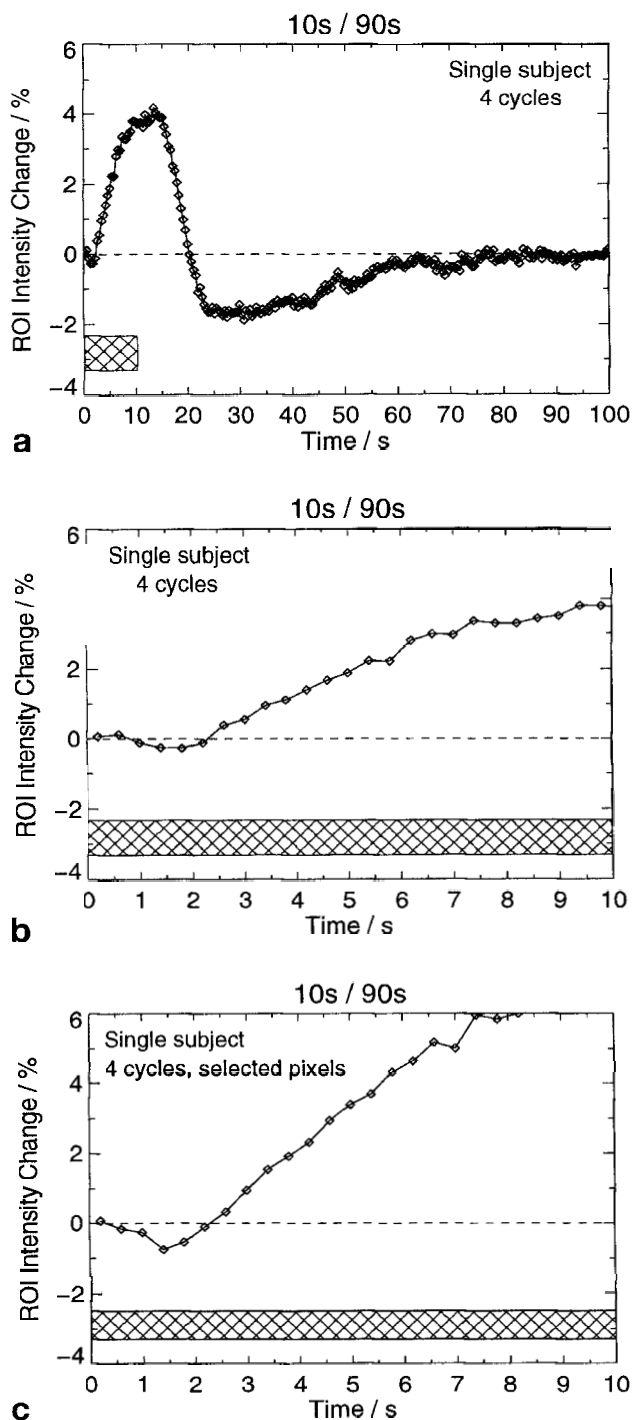 10s / 90s
Single subject
4 cycles
ROI Intensity Change / %
6
4
2
0
−2
−4
0 10 20 30 40 50 60 70 80 90 100
Time / s
a
10s / 90s
Single subject
4 cycles
ROI Intensity Change / %
6
2
0
−2
−4
0 1 2 3 4 5 6 7 8 9 10
Time / s
b
10s / 90s
Single subject
4 cycles, selected pixels
ROI Intensity Change / %
6
4
2
0
−2
−4
0 1 2 3 4 5 6 7 8 9 10
Time / s
c